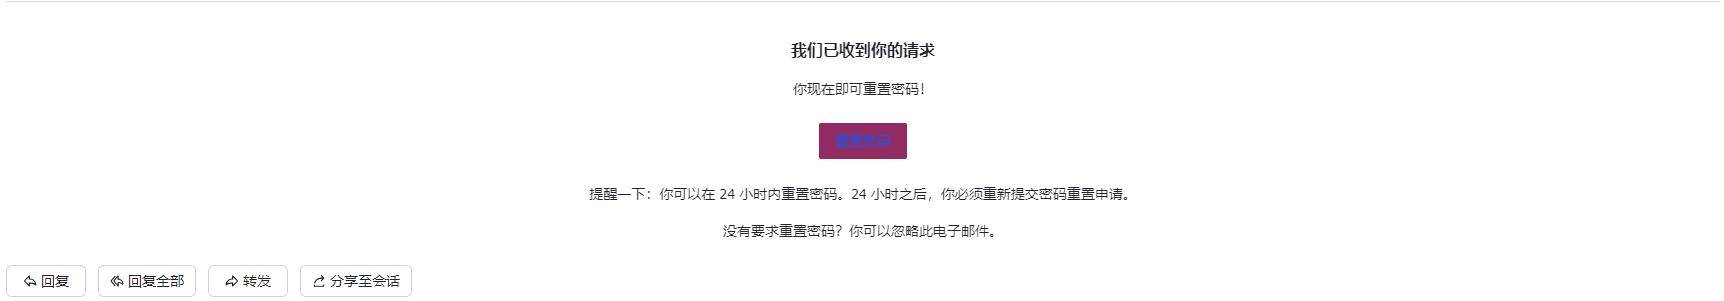 我们已收到你的请求
你现在即可重置密码！
重置密码
提醒一下：你可以在 24 小时内重置密码。24 小时之后，你必须重新提交密码重置申请。
没有要求重置密码？你可以忽略此电子邮件。
回复 回复全部 转发 分享至会话